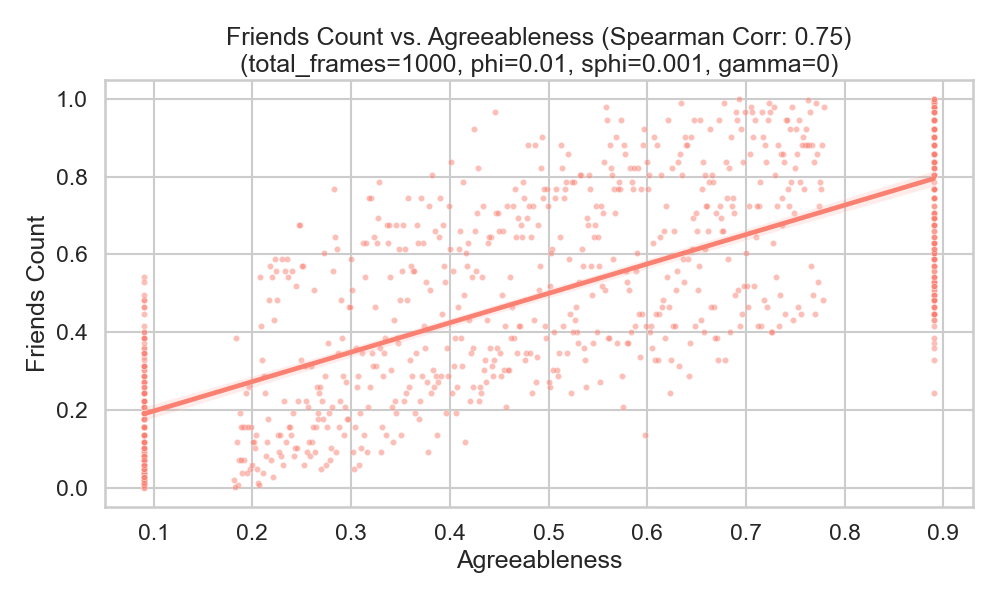 Friends Count vs. Agreeableness (Spearman Corr: 0.75)
(total_frames=1000, phi=0.01, sphi=0.001, gamma=0)
1.0
0.8
0.6
0.4
0.2
0.0
Friends Count
0.1 0.2 0.3 0.4 0.5 0.6 0.7 0.8 0.9
Agreeableness